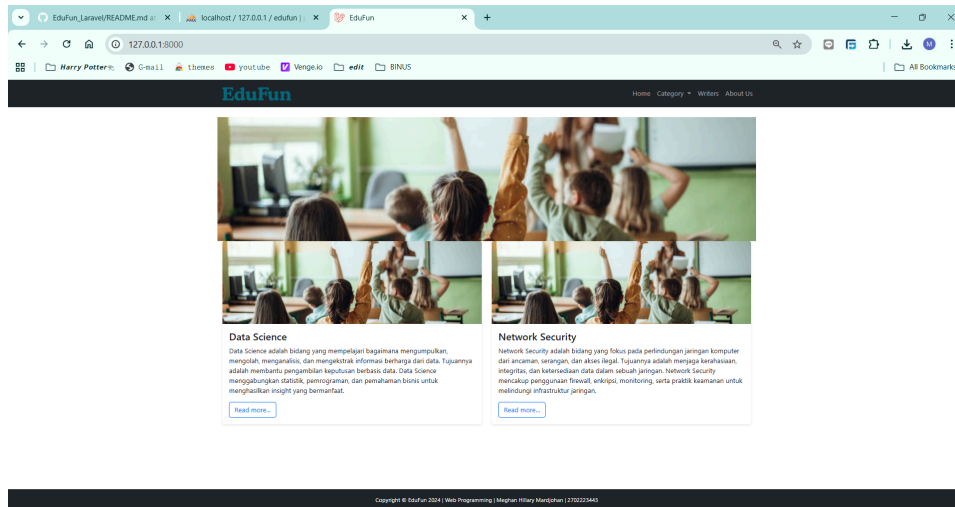 EduFun_Laravel/README.md at
localhost / 127.0.0.1 / edufun |
EduFun
127.0.0.1:8000
Harry Potter
G-mail
themes
youtube
Venge.io
edit
BINUS
All Bookmarks
EduFun
Home Category Writers About Us
Data Science
Data Science adalah bidang yang mempelajari bagaimana mengumpulkan,
mengolah, menganalisis, dan mengekstrak informasi berharga dari data. Tujuannya
adalah membantu pengambilan keputusan berbasis data. Data Science
menggabungkan statistik, pemrograman, dan pemahaman bisnis untuk
menghasilkan insight yang bermanfaat.
Read more...
Network Security
Network Security adalah bidang yang fokus pada perlindungan jaringan komputer
dari ancaman, serangan, dan akses ilegal. Tujuannya adalah menjaga kerahasiaan,
integritas, dan ketersediaan data dalam sebuah jaringan. Network Security
mencakup penggunaan firewall, enkripsi, monitoring, serta praktik keamanan untuk
melindungi infrastruktur jaringan.
Read more...
Copyright © EduFun 2024 | Web Programming | Meghan Hillary Mardjohan | 2702223443